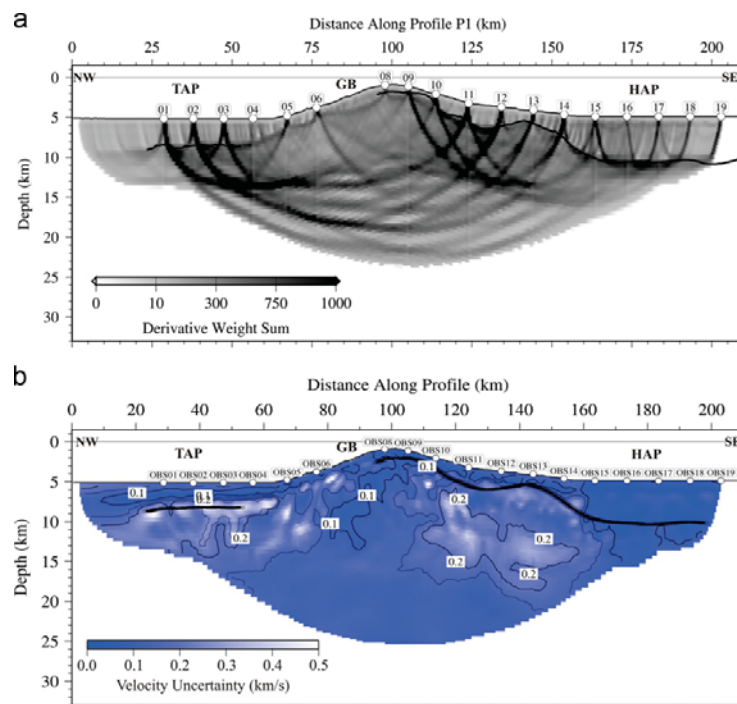 a
Distance Along Profile P1 (km)
0 25 50 75 100 125 150 175 200
NW TAP GB HAP SE
01 02 03 04 05 06 08 09 10 11 12 13 14 15 16 17 18 19
0
5
10
15
20
25
30
Depth (km)
0 10 300 750 1000
Derivative Weight Sum
b
Distance Along Profile (km)
0 20 40 60 80 100 120 140 160 180 200
NW TAP GB HAP SE
OBS01 OBS02 OBS03 OBS04 OBS05 OBS06 OBS08 OBS09 OBS10 OBS11 OBS12 OBS13 OBS14 OBS15 OBS16 OBS17 OBS18 OBS19
0
5
10
15
20
25
30
Depth (km)
0.1 0.1 0.2 0.2 0.1 0.1 0.2 0.2 0.2 0.2
0.0 0.1 0.2 0.3 0.4 0.5
Velocity Uncertainty (km/s)